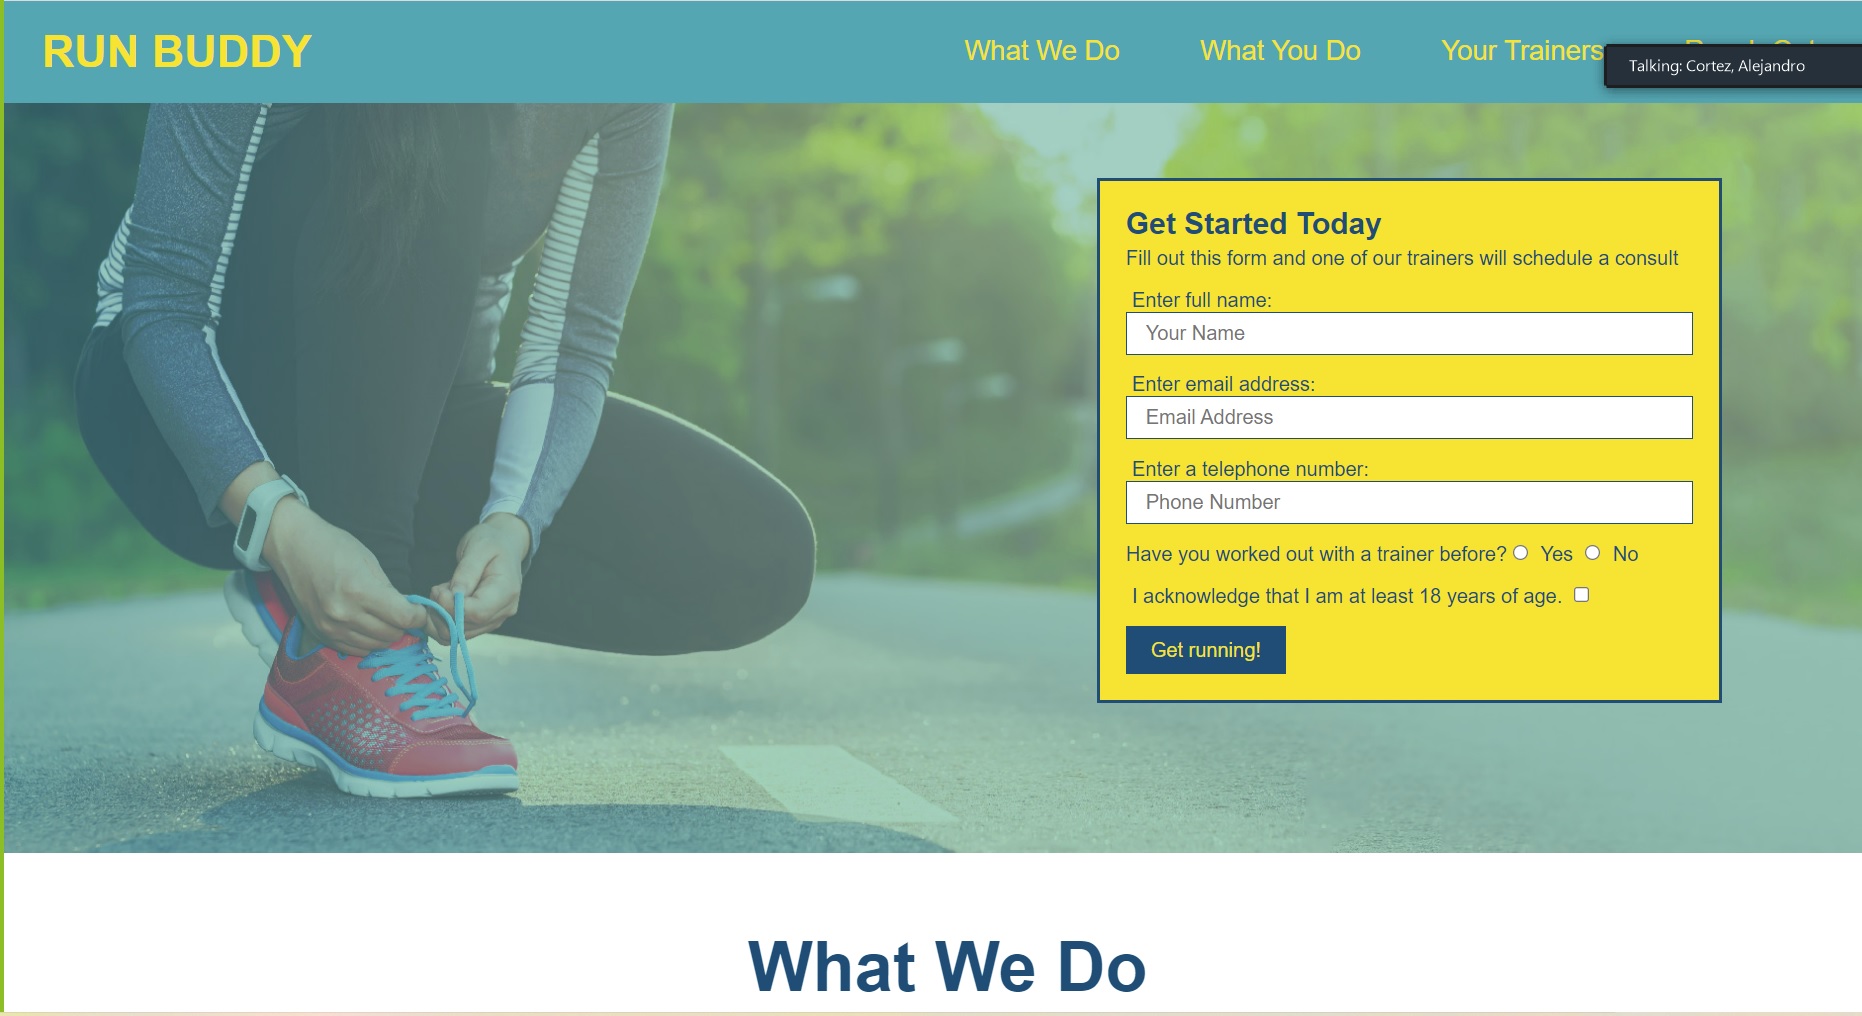 RUN BUDDY
What We Do
What You Do
Your Trainers
Talking: Cortez, Alejandro
Get Started Today
Fill out this form and one of our trainers will schedule a consult
Enter full name:
Your Name
Enter email address:
Email Address
Enter a telephone number:
Phone Number
Have you worked out with a trainer before? Yes No
I acknowledge that I am at least 18 years of age.
Get running!
What We Do